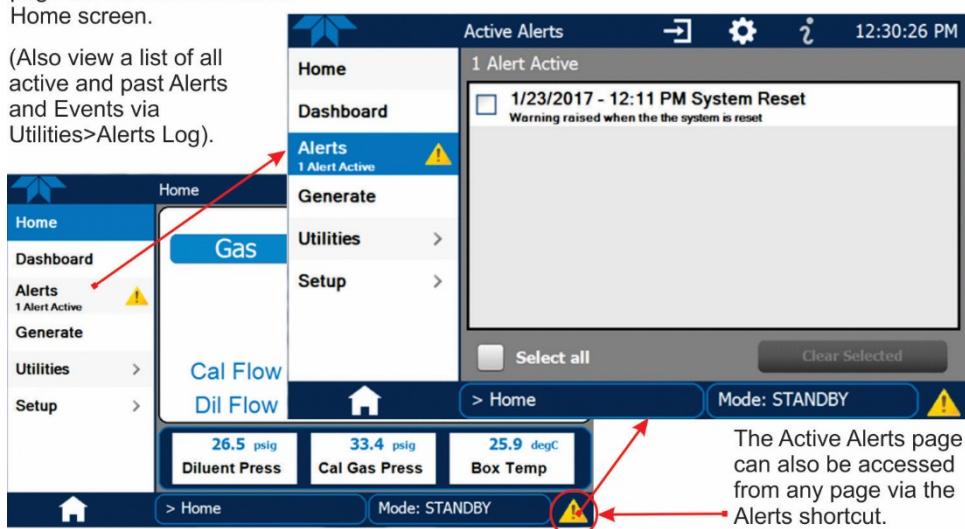 Home screen.
(Also view a list of all
active and past Alerts
and Events via
Utilities>Alerts Log).
Active Alerts
12:30:26 PM
Home
1 Alert Active
Dashboard
1/23/2017 - 12:11 PM System Reset
Warning raised when the the system is reset
Alerts
1 Alert Active
Generate
Utilities >
Setup >
Select all
Clear Selected
> Home
Mode: STANDBY
Home
Home
Gas
Dashboard
Alerts
1 Alert Active
Generate
Utilities >
Cal Flow
Setup >
Dil Flow
26.5 psig
Diluent Press
33.4 psig
Cal Gas Press
25.9 degC
Box Temp
> Home
Mode: STANDBY
The Active Alerts page
can also be accessed
from any page via the
Alerts shortcut.